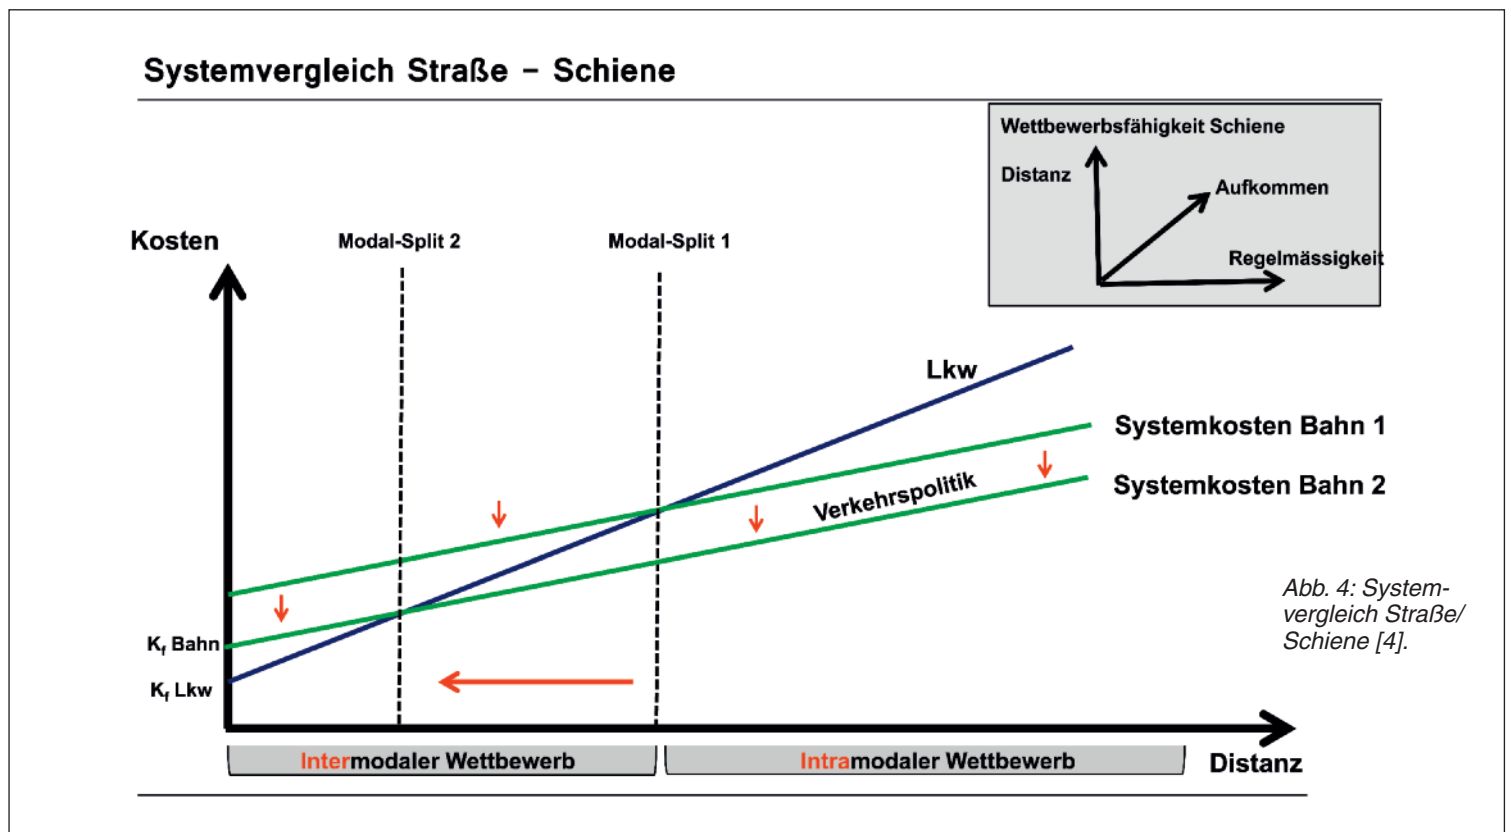 Systemvergleich Straße – Schiene
Wettbewerbsfähigkeit Schiene
Distanz
Aufkommen
Regelmässigkeit
Kosten
Modal-Split 2
Modal-Split 1
Lkw
Systemkosten Bahn 1
Verkehrspolitik
Systemkosten Bahn 2
Abb. 4: System-
vergleich Straße/
Schiene [4].
Kf Bahn
Kf Lkw
Intermodaler Wettbewerb
Intramodaler Wettbewerb
Distanz